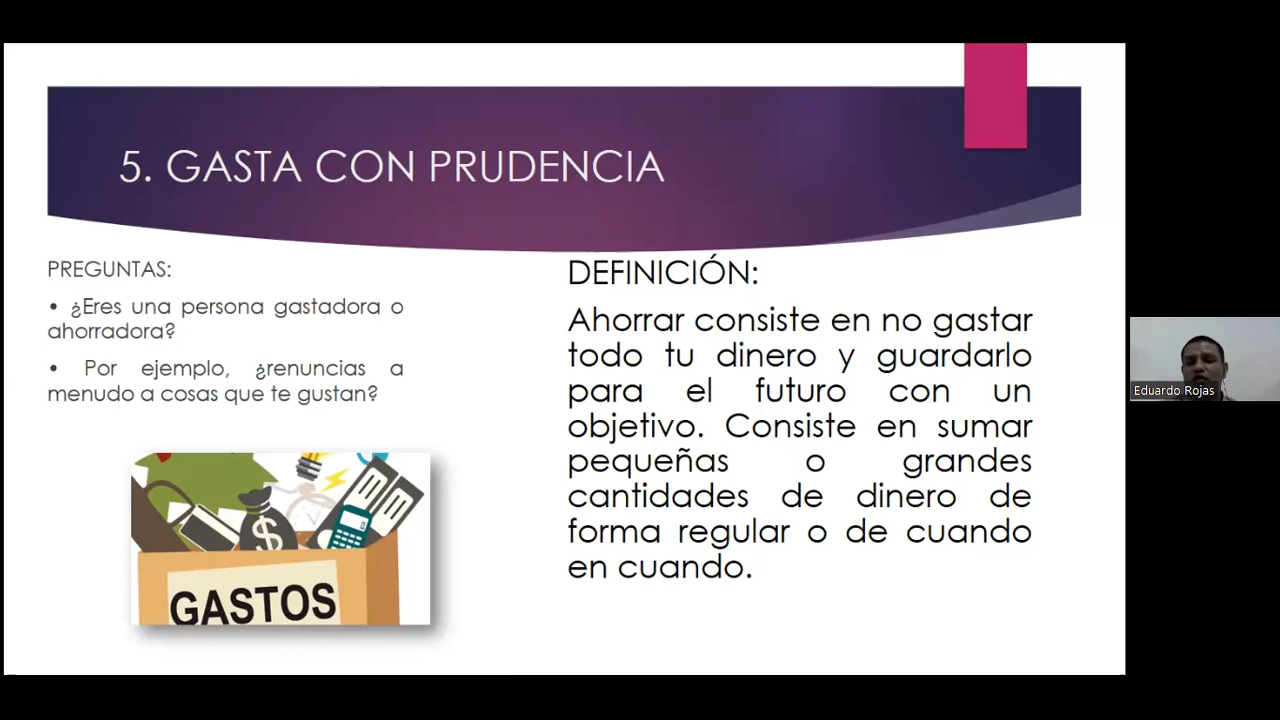 5. GASTA CON PRUDENCIA
PREGUNTAS:
• ¿Eres una persona gastadora o
ahorradora?
• Por ejemplo, ¿renuncias a
menudo a cosas que te gustan?
$
GASTOS
DEFINICIÓN:
Ahorrar consiste en no gastar
todo tu dinero y guardarlo
para el futuro con un
objetivo. Consiste en sumar
pequeñas o grandes
cantidades de dinero de
forma regular o de cuando
en cuando.
Eduardo Rojas